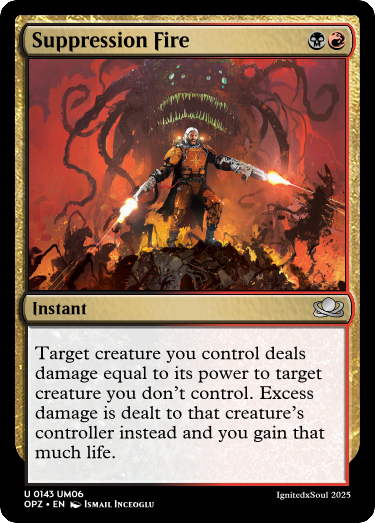 Suppression Fire
Instant
Target creature you control deals
damage equal to its power to target
creature you don't control. Excess
damage is dealt to that creature's
controller instead and you gain that
much life.
U 0143 UM06
OPZ • EN Ismail Inceoglu
IgnitedxSoul 2025